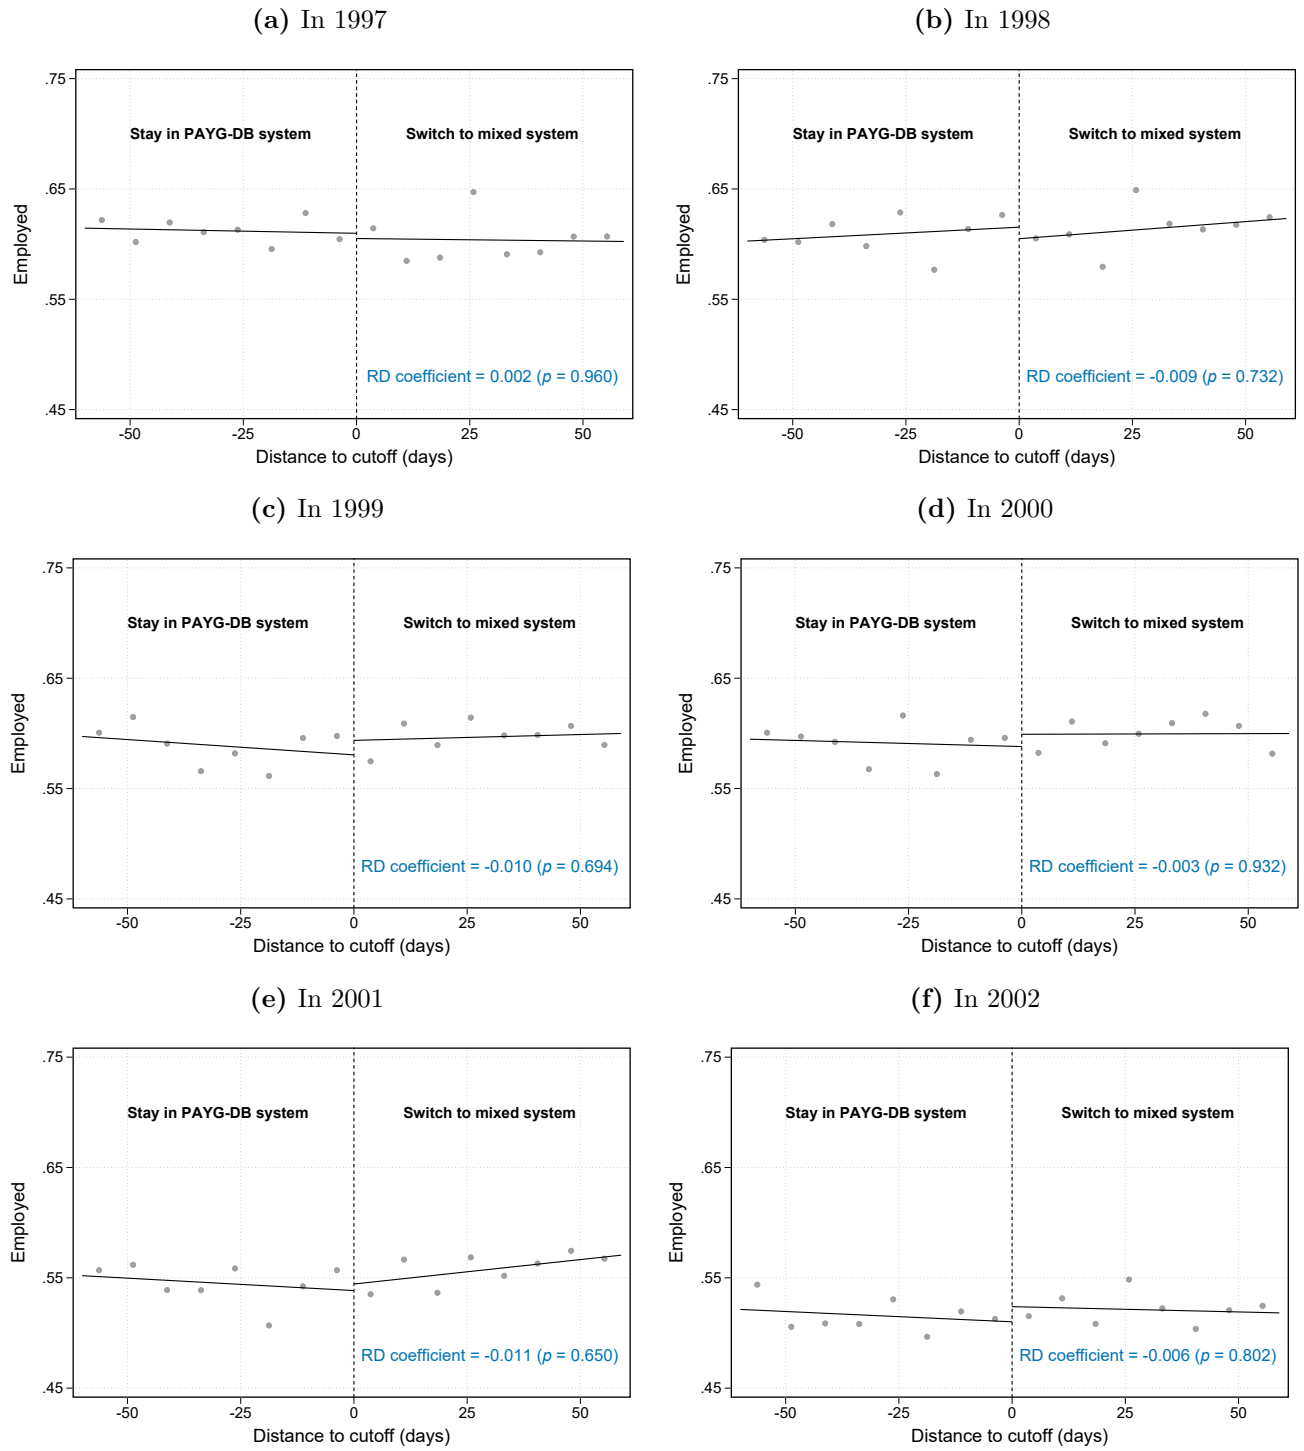 (a) In 1997
.75
.65
.55
.45
Employed
Stay in PAYG-DB system
Switch to mixed system
RD coefficient = 0.002 (p = 0.960)
-50 -25 0 25 50
Distance to cutoff (days)
(b) In 1998
.75
.65
.55
.45
Employed
Stay in PAYG-DB system
Switch to mixed system
RD coefficient = -0.009 (p = 0.732)
-50 -25 0 25 50
Distance to cutoff (days)
(c) In 1999
.75
.65
.55
.45
Employed
Stay in PAYG-DB system
Switch to mixed system
RD coefficient = -0.010 (p = 0.694)
-50 -25 0 25 50
Distance to cutoff (days)
(d) In 2000
.75
.65
.55
.45
Employed
Stay in PAYG-DB system
Switch to mixed system
RD coefficient = -0.003 (p = 0.932)
-50 -25 0 25 50
Distance to cutoff (days)
(e) In 2001
.75
.65
.55
.45
Employed
Stay in PAYG-DB system
Switch to mixed system
RD coefficient = -0.011 (p = 0.650)
-50 -25 0 25 50
Distance to cutoff (days)
(f) In 2002
.75
.65
.55
.45
Employed
Stay in PAYG-DB system
Switch to mixed system
RD coefficient = -0.006 (p = 0.802)
-50 -25 0 25 50
Distance to cutoff (days)